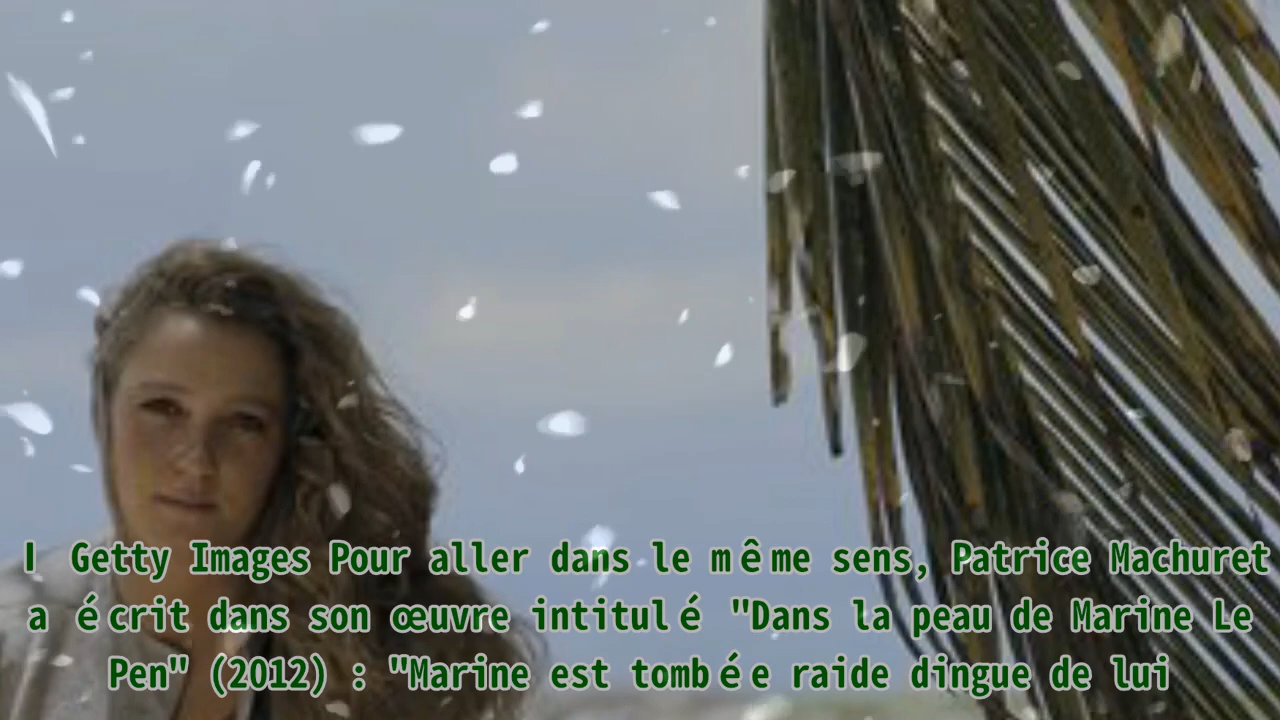 I Getty Images Pour aller dans le même sens, Patrice Machuret
a écrit dans son œuvre intitulé "Dans la peau de Marine Le
Pen" (2012) : "Marine est tombée raide dingue de lui